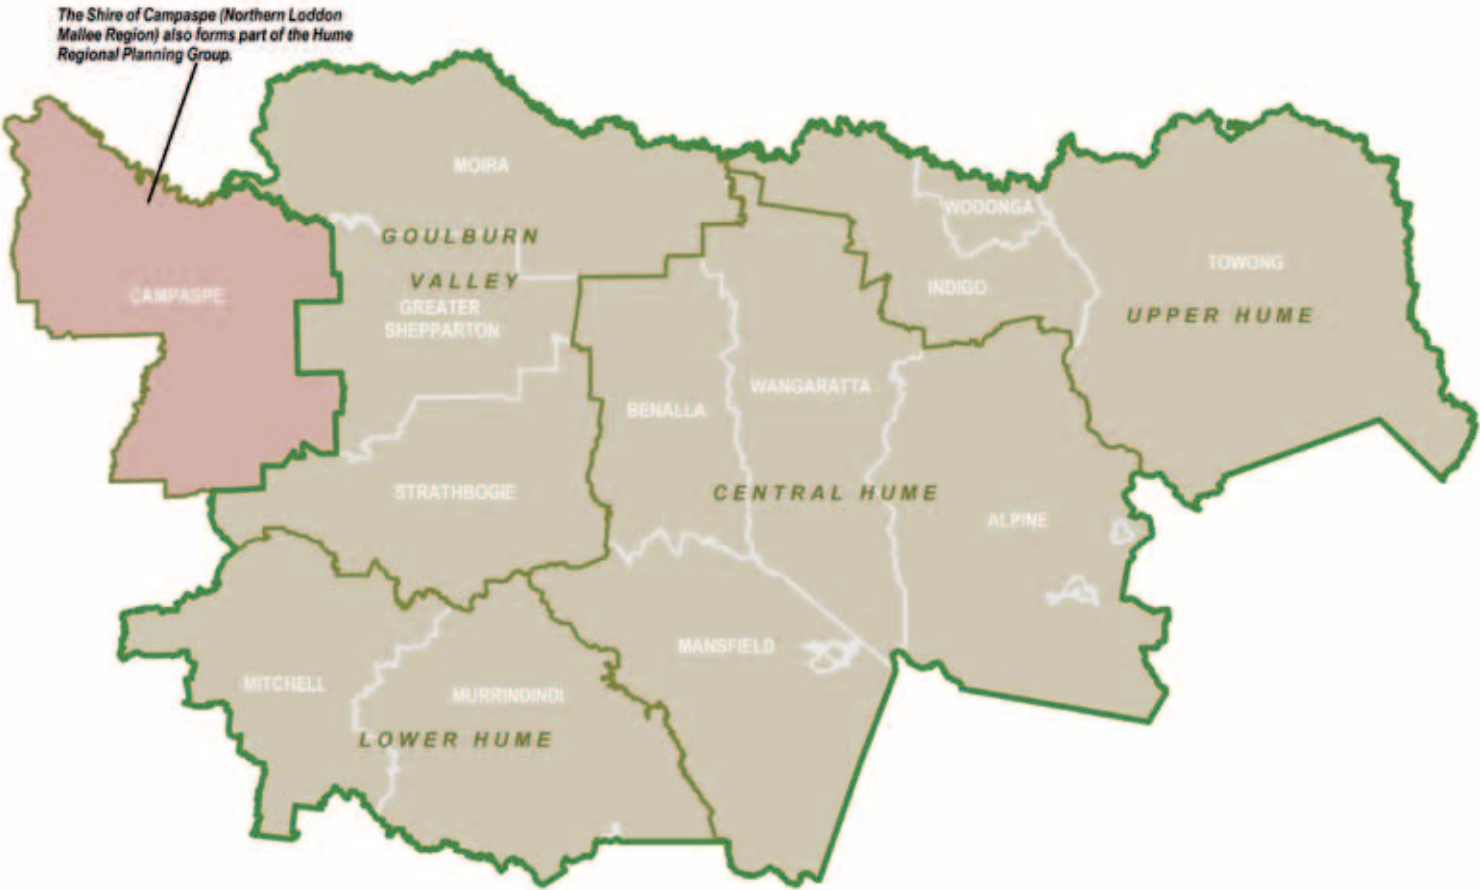 The Shire of Campaspe (Northern Loddon
Mallee Region) also forms part of the Hume
Regional Planning Group.
MOIRA
WODONGA
GOULBURN
VALLEY
TOWONG
CAMPASPE
INDIGO
GREATER
SHEPPARTON
UPPER HUME
WANGARATTA
BENALLA
STRATHBOGIE
CENTRAL HUME
ALPINE
MANSFIELD
MITCHELL
MURRINDINDI
LOWER HUME